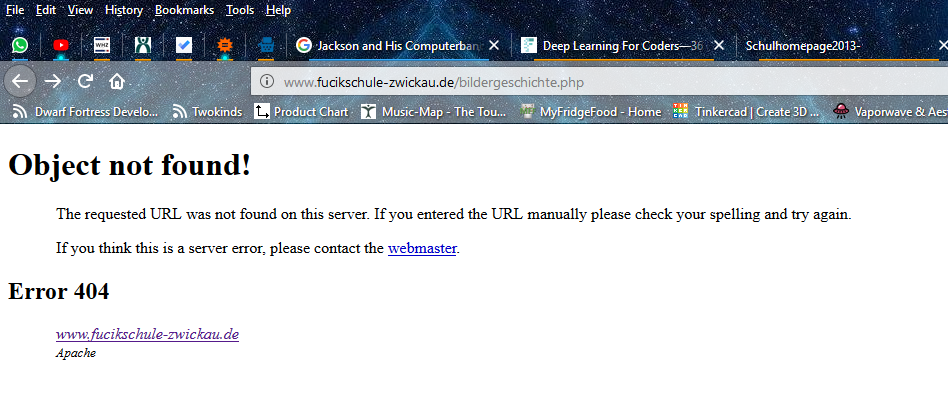 File Edit View History Bookmarks Tools Help
WHZ Jackson and His Computerban Deep Learning For Coders—36 Schulhomepage2013-
www.fucikschule-zwickau.de/bildergeschichte.php
Dwarf Fortress Develo... Twokinds Product Chart Music-Map - The Tou... MyFridgeFood - Home Tinkercad | Create 3D ... Vaporwave & Aes
Object not found!
The requested URL was not found on this server. If you entered the URL manually please check your spelling and try again.
If you think this is a server error, please contact the webmaster.
Error 404
www.fucikschule-zwickau.de
Apache